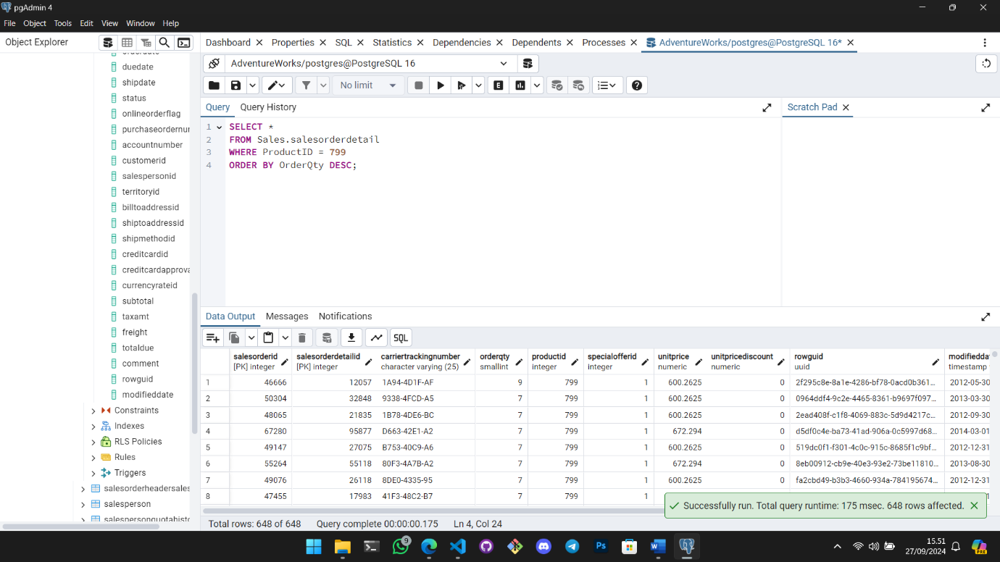 pgAdmin 4
File Object Tools Edit View Window Help
Object Explorer
Dashboard Properties SQL Statistics Dependencies Dependents Processes AdventureWorks/postgres@PostgreSQL 16*
AdventureWorks/postgres@PostgreSQL 16
No limit
E
Query Query History
Scratch Pad
1 SELECT *
2 FROM Sales.salesorderdetail
3 WHERE ProductID = 799
4 ORDER BY OrderQty DESC;
duedate
shipdate
status
onlineorderflag
purchaseordernur
accountnumber
customerid
salespersonid
territoryid
billtoaddressid
shiptoaddressid
shipmethodid
creditcardid
creditcardapprova
currencyrateid
subtotal
taxamt
freight
totaldue
comment
rowguid
modifieddate
Constraints
Indexes
RLS Policies
Rules
Triggers
salesorderheadersales
salesperson
salespersonquotahisto
Data Output Messages Notifications
SQL
salesorderid salesorderdetailid carriertrackingnumber orderqty productid specialofferid unitprice unitpricediscount rowguid modifieddat
[PK] integer [PK] integer character varying (25) smallint integer integer numeric numeric uuid timestamp
1 46666 12057 1A94-4D1F-AF 9 799 1 600.2625 0 2f295c8e-8a1e-4286-bf78-0acd0b361... 2012-05-30
2 50304 32848 9338-4FCD-A5 7 799 1 600.2625 0 0964ddf4-9c2e-4465-8361-b9697f097... 2013-03-30
3 48065 21835 1B78-4DE6-BC 7 799 1 600.2625 0 2ead408f-c1f8-4069-883c-5d9d4217c... 2012-09-30
4 67280 95877 D663-42E1-A2 7 799 1 672.294 0 d5df0c4e-ba73-41ad-906a-0c5997d68... 2014-03-01
5 49147 27075 B753-40C9-A6 7 799 1 600.2625 0 519dc0f1-f301-4c0c-915c-8685f1c9bf... 2012-12-31
6 55264 55118 80F3-4A7B-A2 7 799 1 672.294 0 8eb00912-cb9e-40e3-93e2-73be11810... 2013-08-30
7 49076 26118 8DE0-4335-95 7 799 1 600.2625 0 fa2cbd49-b3b3-4660-934a-784195674... 2012-12-31
8 47455 17983 41F3-48C2-B7 7 799 1
Successfully run. Total query runtime: 175 msec. 648 rows affected.
Total rows: 648 of 648 Query complete 00:00:00.175 Ln 4, Col 24
9
Ps
W
PRE
15.51
27/09/2024